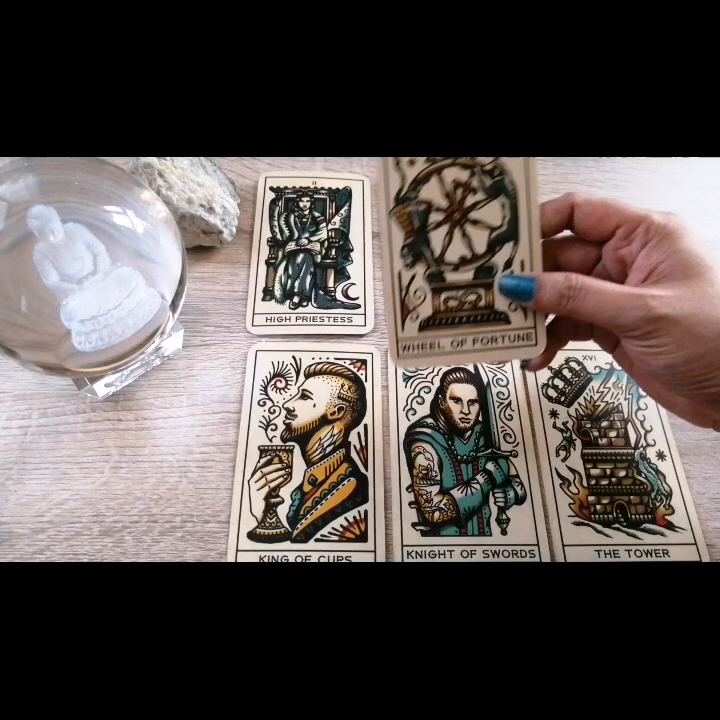 II
HIGH PRIESTESS
WHEEL OF FORTUNE
KING OF CUPS
KNIGHT OF SWORDS
XVI
THE TOWER